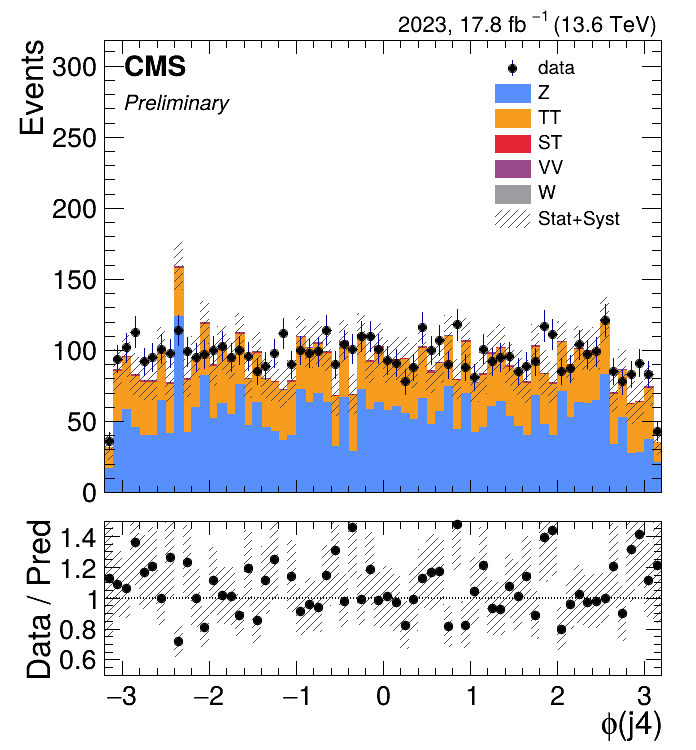 2023, 17.8 fb⁻¹ (13.6 TeV)
CMS
Preliminary
Events
300
250
200
150
100
50
0
data
Z
TT
ST
VV
W
Stat+Syst
Data / Pred
1.4
1.2
1
0.8
0.6
−3 −2 −1 0 1 2 3
ϕ(j4)